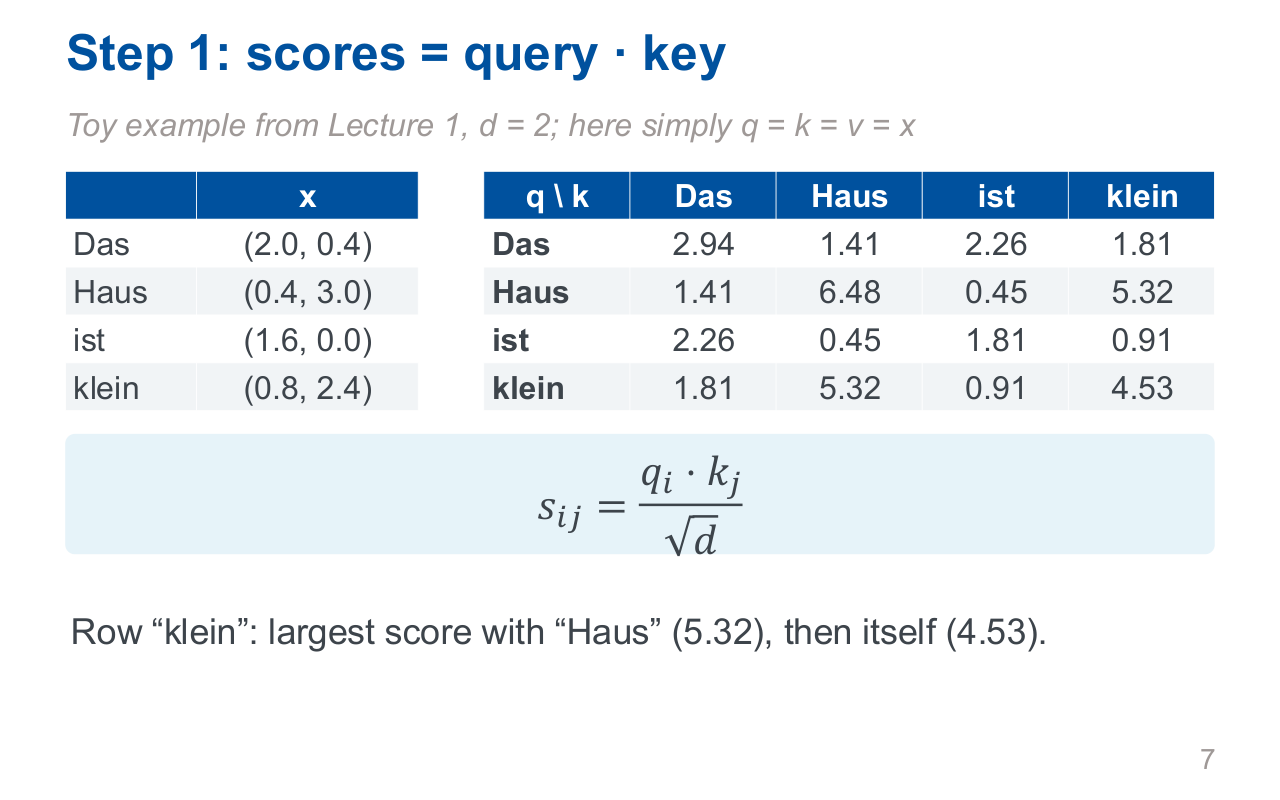 Step 1: scores = query · key
Toy example from Lecture 1, d = 2; here simply q = k = v = x
x
Das (2.0, 0.4)
Haus (0.4, 3.0)
ist (1.6, 0.0)
klein (0.8, 2.4)
q \ k Das Haus ist klein
Das 2.94 1.41 2.26 1.81
Haus 1.41 6.48 0.45 5.32
ist 2.26 0.45 1.81 0.91
klein 1.81 5.32 0.91 4.53
s_{ij} = \frac{q_i · k_j}{\sqrt{d}}
Row “klein”: largest score with “Haus” (5.32), then itself (4.53).
7